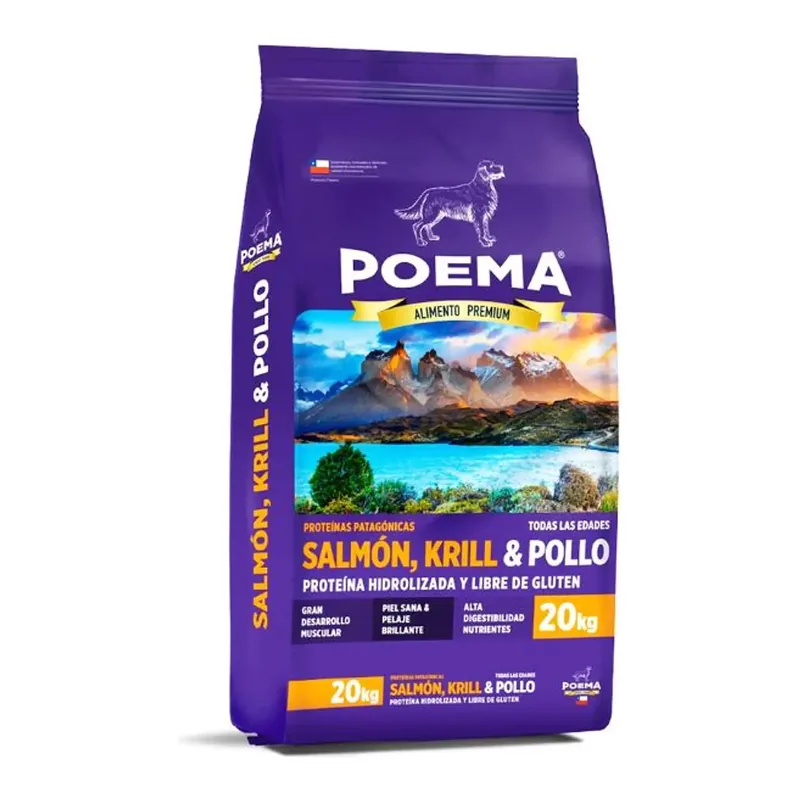 POEMA®
ALIMENTO PREMIUM
PROTEÍNAS PATAGÓNICAS
TODAS LAS EDADES
SALMÓN, KRILL & POLLO
PROTEÍNA HIDROLIZADA Y LIBRE DE GLUTEN
GRAN
DESARROLLO
MUSCULAR
PIEL SANA &
PELAJE
BRILLANTE
ALTA
DIGESTIBILIDAD
NUTRIENTES
20kg
20kg
PROTEÍNAS PATAGÓNICAS
TODAS LAS EDADES
SALMÓN, KRILL & POLLO
PROTEÍNA HIDROLIZADA Y LIBRE DE GLUTEN
POEMA
POEMA
SALMÓN, KRILL & POLLO